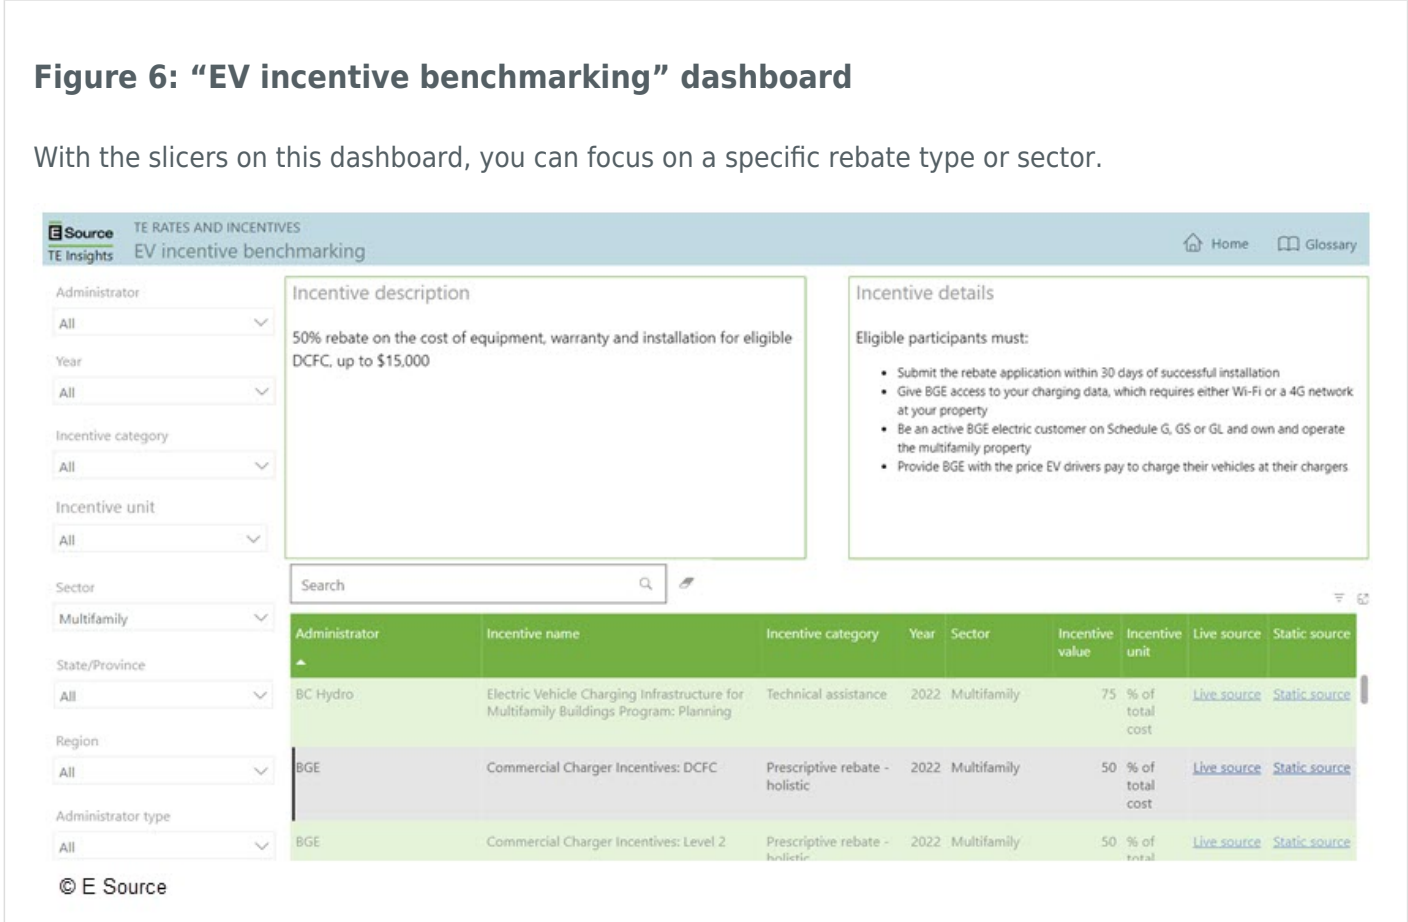 Figure 6: “EV incentive benchmarking” dashboard
With the slicers on this dashboard, you can focus on a specific rebate type or sector.
E Source
TE Insights
TE RATES AND INCENTIVES
EV incentive benchmarking
Home
Glossary
Administrator
All
Year
All
Incentive category
All
Incentive unit
All
Sector
Multifamily
State/Province
All
Region
All
Administrator type
All
Incentive description
50% rebate on the cost of equipment, warranty and installation for eligible
DCFC, up to $15,000
Incentive details
Eligible participants must:
• Submit the rebate application within 30 days of successful installation
• Give BGE access to your charging data, which requires either Wi-Fi or a 4G network
at your property
• Be an active BGE electric customer on Schedule G, GS or GL and own and operate
the multifamily property
• Provide BGE with the price EV drivers pay to charge their vehicles at their chargers
Search
Administrator Incentive name Incentive category Year Sector Incentive Incentive Live source Static source
value unit
BC Hydro Electric Vehicle Charging Infrastructure for Technical assistance 2022 Multifamily 75 % of Live source Static source
Multifamily Buildings Program: Planning total
cost
BGE Commercial Charger Incentives: DCFC Prescriptive rebate - 2022 Multifamily 50 % of Live source Static source
holistic total
cost
BGE Commercial Charger Incentives: Level 2 Prescriptive rebate - 2022 Multifamily 50 % of Live source Static source
holistic total
© E Source